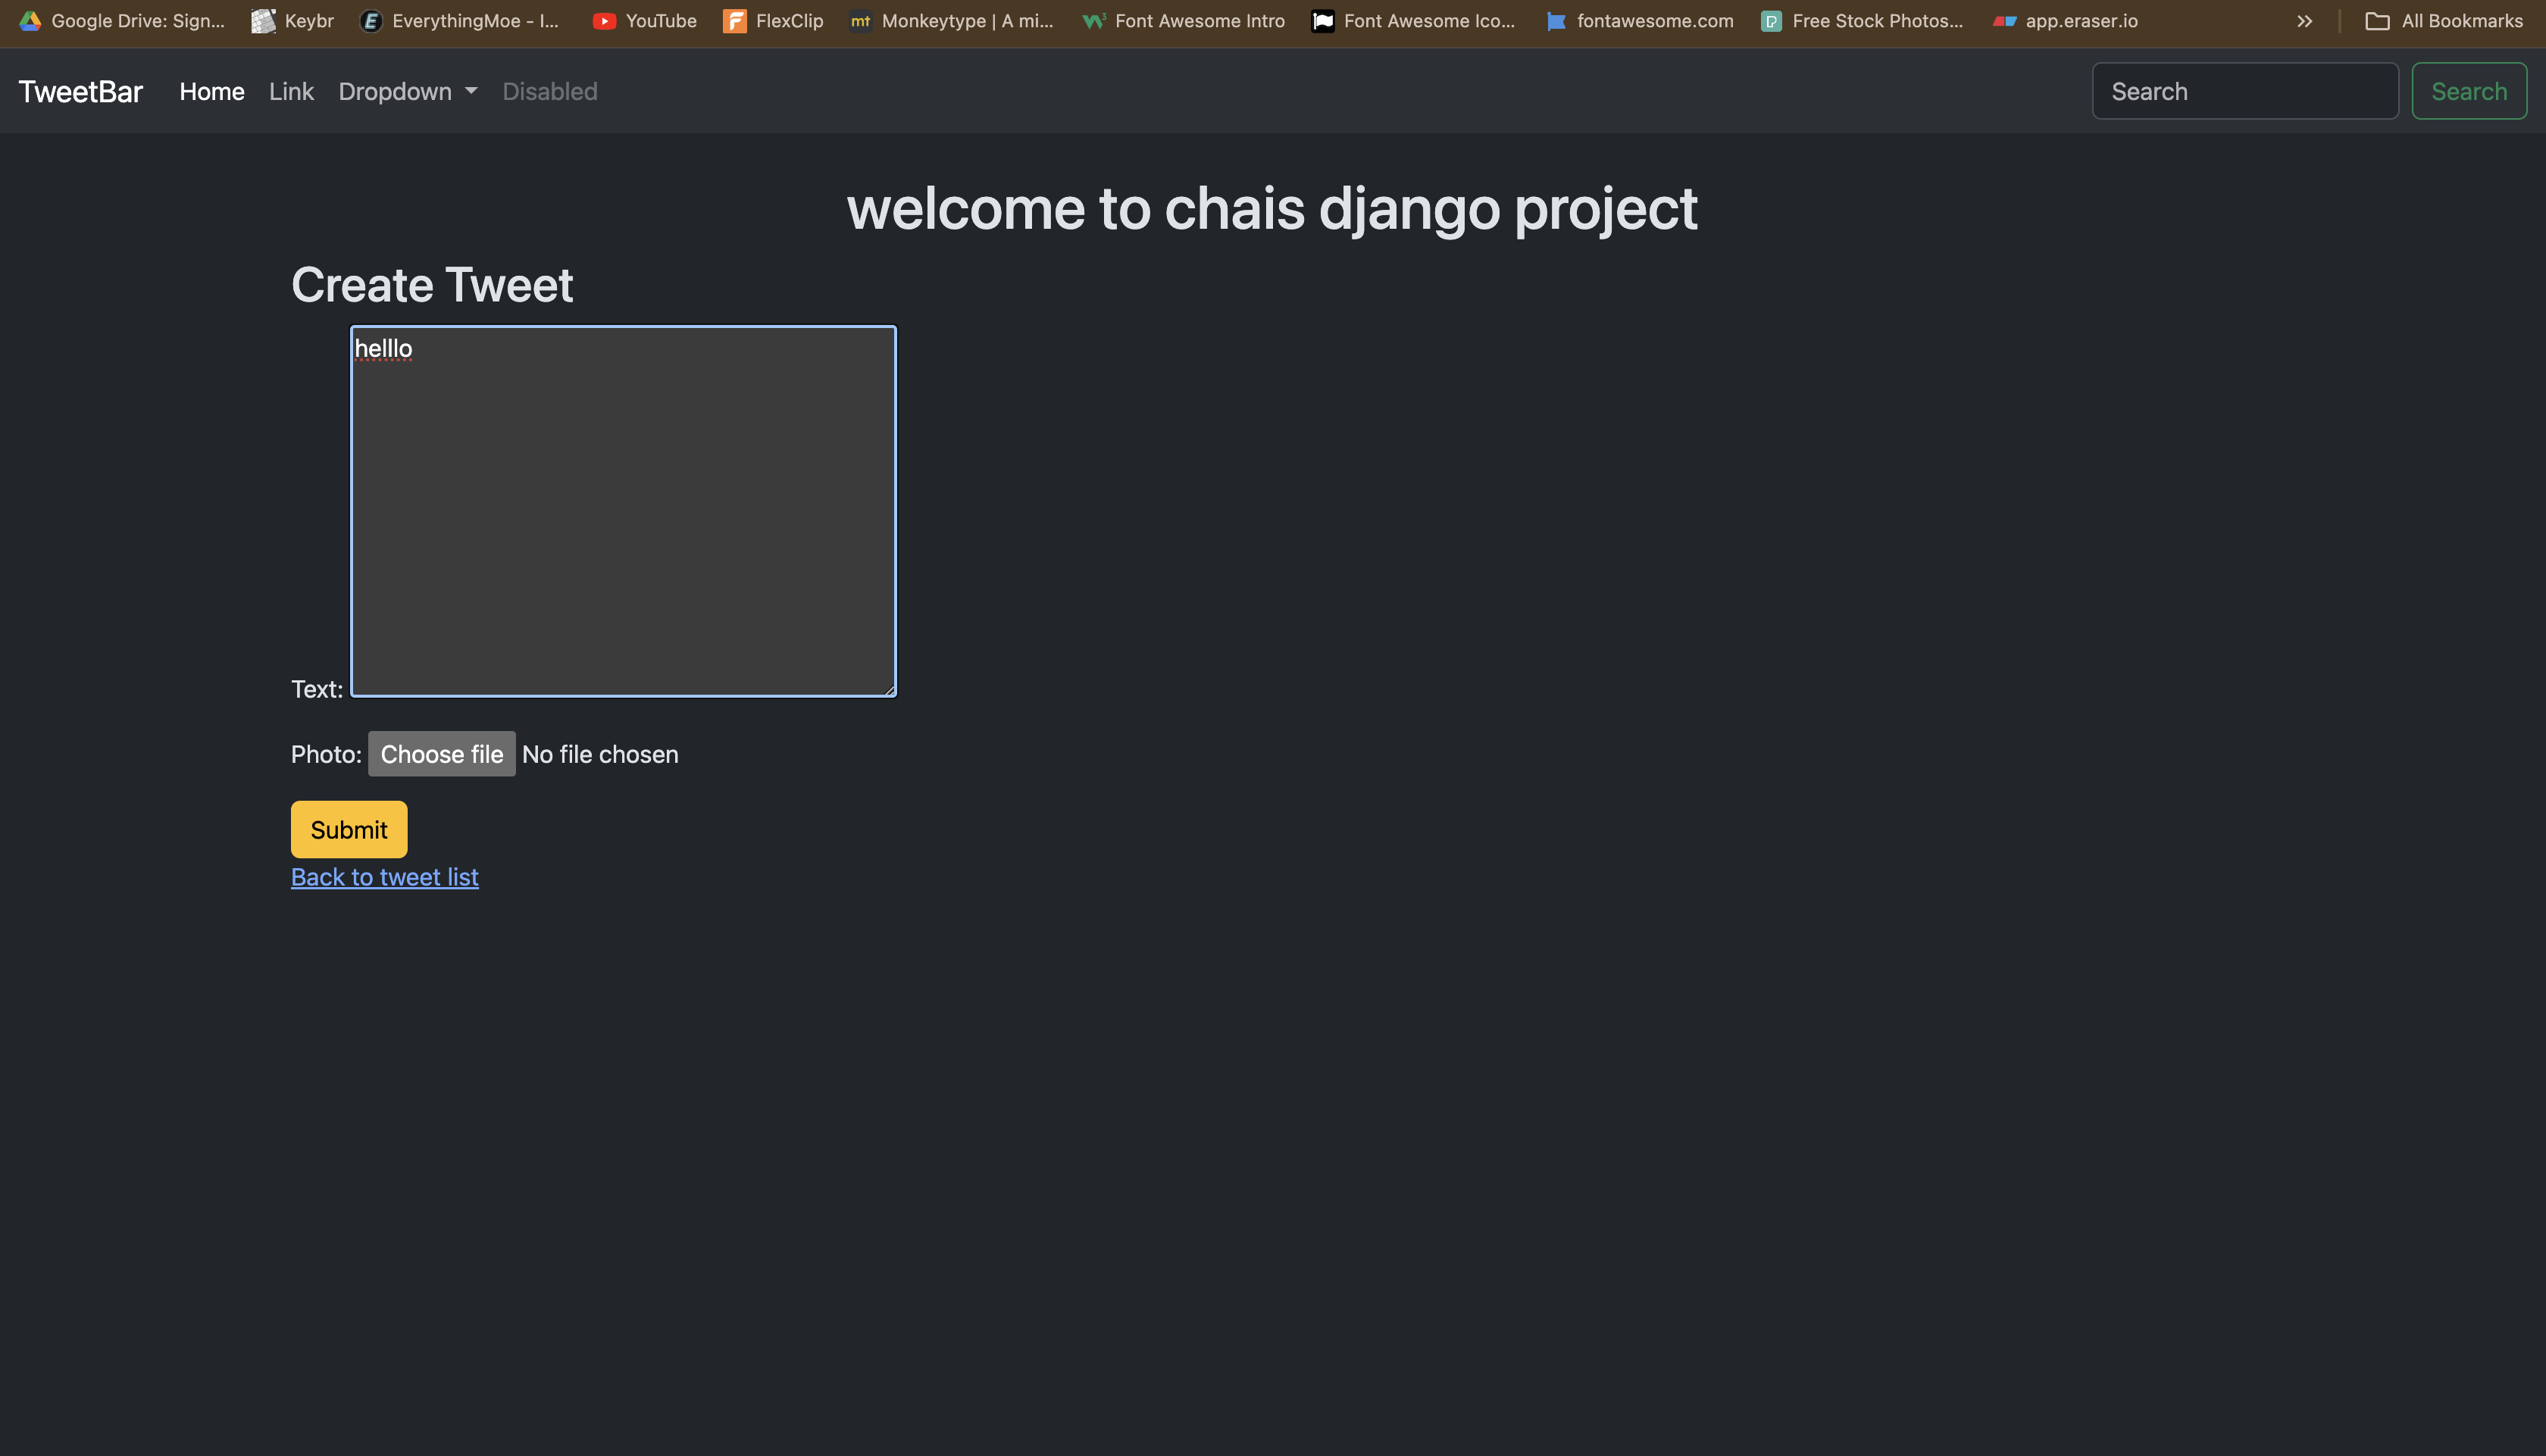 Google Drive: Sign... Keybr EverythingMoe - I... YouTube FlexClip mt Monkeytype | A mi... Font Awesome Intro Font Awesome Ico... fontawesome.com Free Stock Photos... app.eraser.io » All Bookmarks
TweetBar Home Link Dropdown Disabled Search Search
welcome to chais django project
Create Tweet
helllo
Text:
Photo: Choose file No file chosen
Submit
Back to tweet list